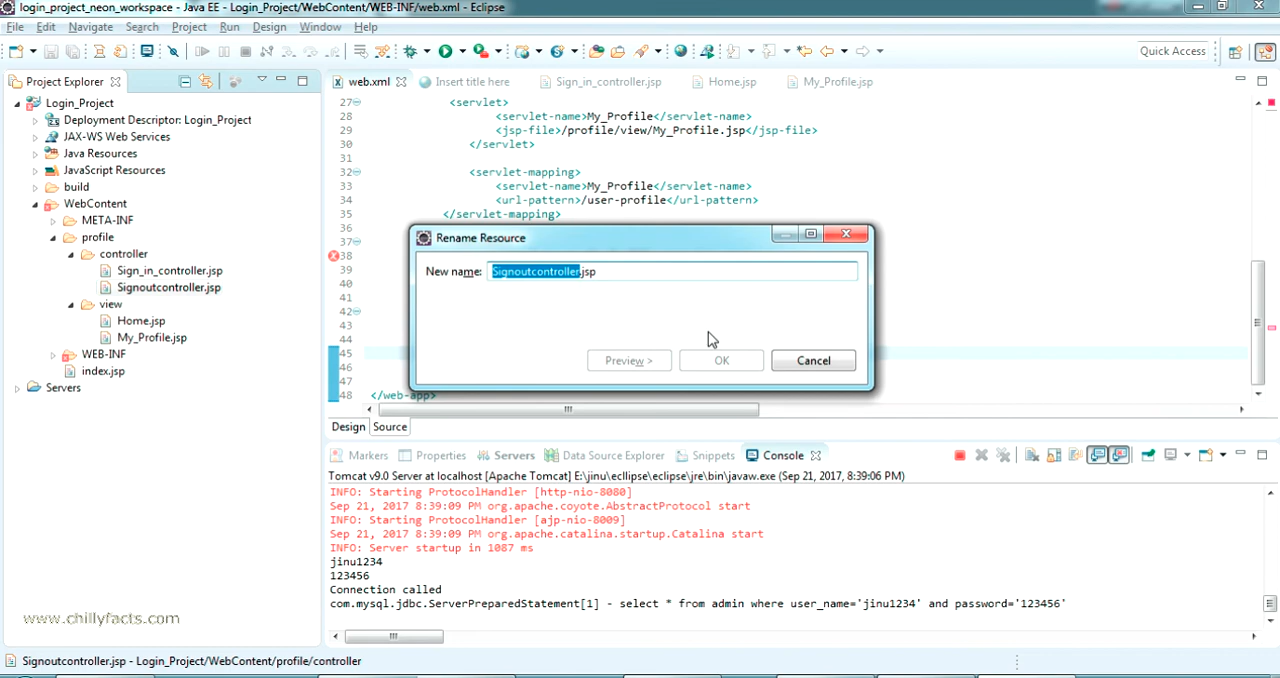 login_project_neon_workspace - Java EE - Login_Project/WebContent/WEB-INF/web.xml - Eclipse
File Edit Navigate Search Project Run Design Window Help
Quick Access
Project Explorer
web.xml Insert title here Sign_in_controller.jsp Home.jsp My_Profile.jsp
Login_Project
Deployment Descriptor: Login_Project
JAX-WS Web Services
Java Resources
JavaScript Resources
build
WebContent
META-INF
profile
controller
Sign_in_controller.jsp
Signoutcontroller.jsp
view
Home.jsp
My_Profile.jsp
WEB-INF
index.jsp
Servers
27 <servlet>
28 <servlet-name>My_Profile</servlet-name>
29 <jsp-file>/profile/view/My_Profile.jsp</jsp-file>
30 </servlet>
31
32 <servlet-mapping>
33 <servlet-name>My_Profile</servlet-name>
34 <url-pattern>/user-profile</url-pattern>
35 </servlet-mapping>
36
37
38
39
40
41
42
43
44
45
46
47
48 </web-app>
Rename Resource
New name: Signoutcontroller.jsp
Preview > OK Cancel
Design Source
Markers Properties Servers Data Source Explorer Snippets Console
Tomcat v9.0 Server at localhost [Apache Tomcat] E:\jinu\ecllipse\eclipse\jre\bin\javaw.exe (Sep 21, 2017, 8:39:06 PM)
INFO: Starting ProtocolHandler [http-nio-8080]
Sep 21, 2017 8:39:09 PM org.apache.coyote.AbstractProtocol start
INFO: Starting ProtocolHandler [ajp-nio-8009]
Sep 21, 2017 8:39:09 PM org.apache.catalina.startup.Catalina start
INFO: Server startup in 1087 ms
jinu1234
123456
Connection called
com.mysql.jdbc.ServerPreparedStatement[1] - select * from admin where user_name='jinu1234' and password='123456'
www.chillyfacts.com
Signoutcontroller.jsp - Login_Project/WebContent/profile/controller